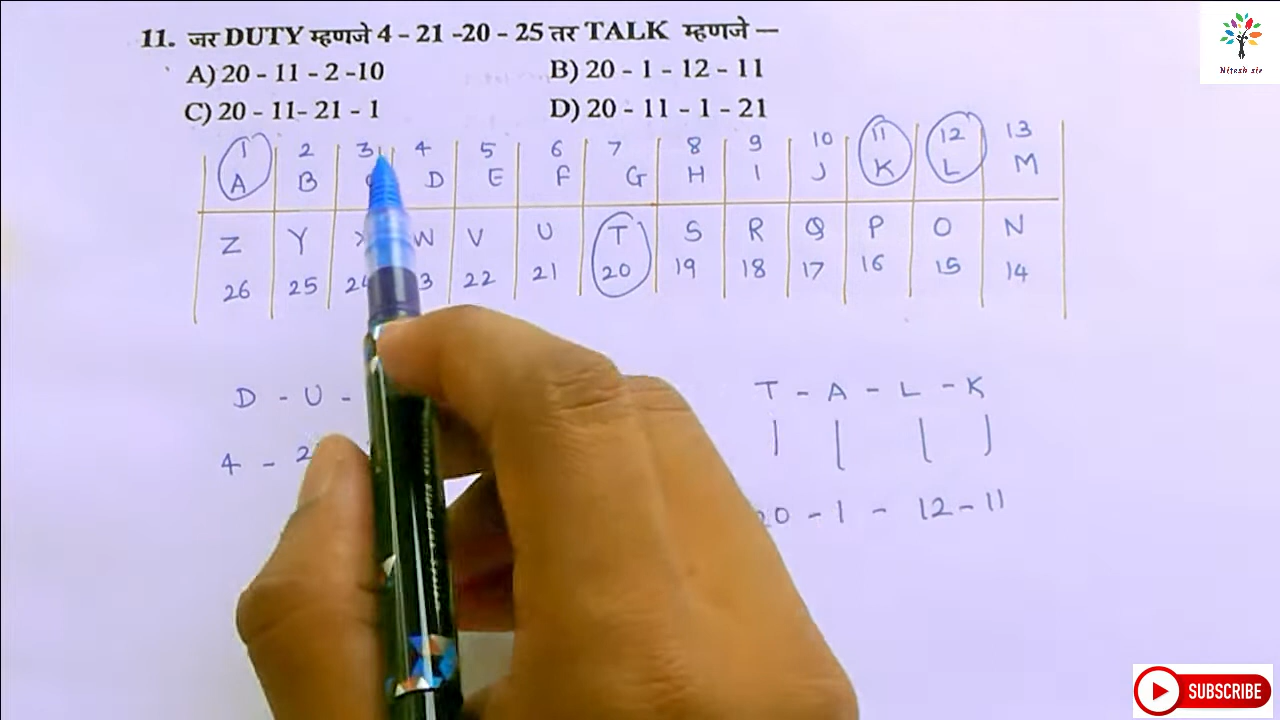 11. जर DUTY म्हणजे 4 - 21 -20 - 25 तर TALK म्हणजे —
A) 20 - 11 - 2 -10
B) 20 - 1 - 12 - 11
C) 20 - 11- 21 - 1
D) 20 - 11 - 1 - 21
1 2 3 4 5 6 7 8 9 10 11 12 13
A B D E F G H I J K L M
Z Y W V U T S R Q P O N
26 25 22 21 20 19 18 17 16 15 14
D - U -
T - A - L - K
4 -
20 - 1 - 12 - 11
Nitesh sir
SUBSCRIBE